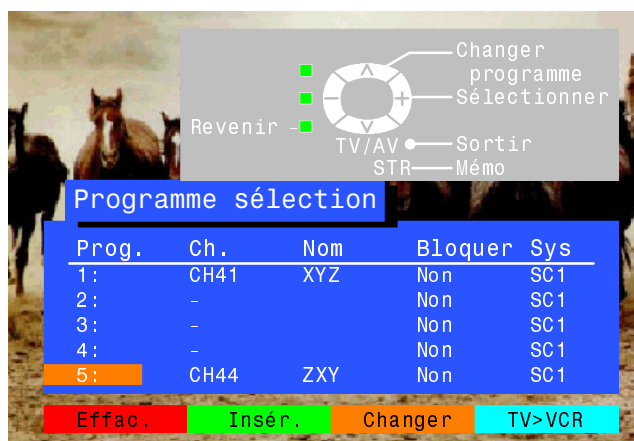 Changer
programme
Sélectionner
Revenir
TV/AV Sortir
STR Mémo
Programme sélection
Prog. Ch. Nom Bloquer Sys
1: CH41 XYZ Non SC1
2: - Non SC1
3: - Non SC1
4: - Non SC1
5: CH44 ZXY Non SC1
Effac. Insér. Changer TV>VCR